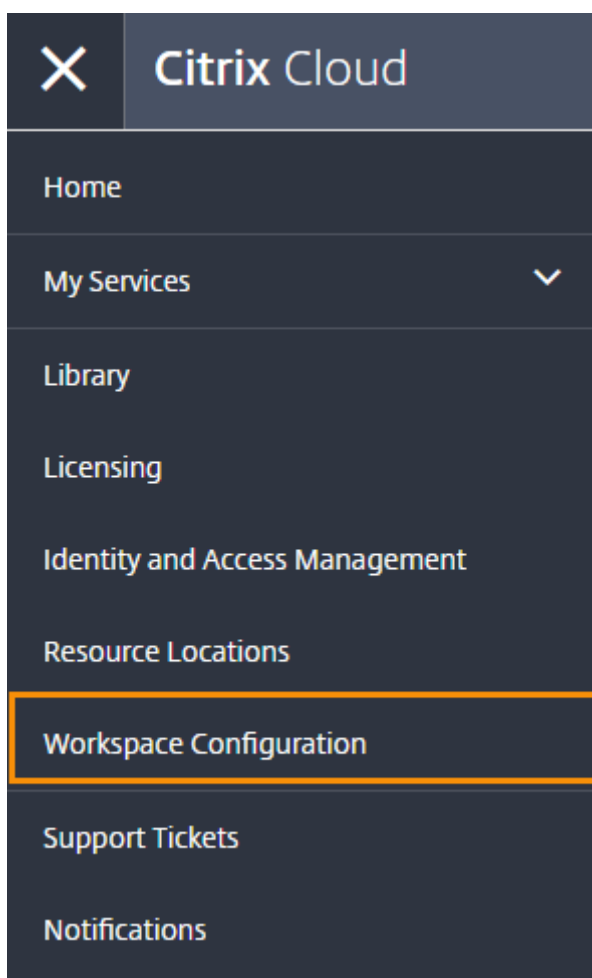 Citrix Cloud
Home
My Services
Library
Licensing
Identity and Access Management
Resource Locations
Workspace Configuration
Support Tickets
Notifications